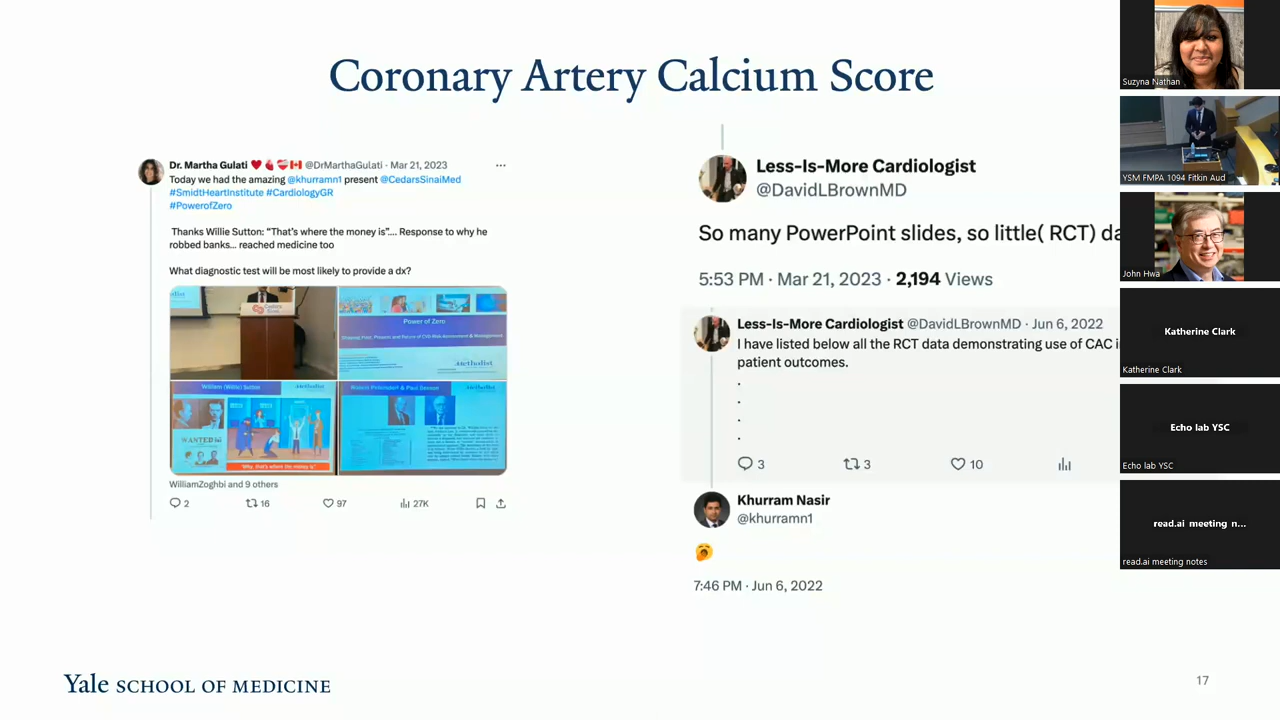 Coronary Artery Calcium Score
Dr. Martha Gulati ❤️🫀❤️‍🩹🇨🇦 @DrMarthaGulati · Mar 21, 2023
Today we had the amazing @khurramn1 present @CedarsSinaiMed
#SmidtHeartInstitute #CardiologyGR
#PowerofZero
Thanks Willie Sutton: “That’s where the money is”.... Response to why he
robbed banks... reached medicine too
What diagnostic test will be most likely to provide a dx?
Power of Zero
Methodist
William (Willie) Sutton
Methodist
WANTED
"Why, that's where the money is"
WilliamZoghbi and 9 others
2
16
97
27K
Less-Is-More Cardiologist
@DavidLBrownMD
So many PowerPoint slides, so little( RCT) da
5:53 PM · Mar 21, 2023 · 2,194 Views
Less-Is-More Cardiologist @DavidLBrownMD · Jun 6, 2022
I have listed below all the RCT data demonstrating use of CAC i
patient outcomes.
.
.
.
.
3
3
10
Khurram Nasir
@khurramn1
🥱
7:46 PM · Jun 6, 2022
Yale SCHOOL OF MEDICINE
17
Suzyna Nathan
YSM FMPA 1094 Fitkin Aud
John Hwa
Katherine Clark
Katherine Clark
Echo lab YSC
Echo lab YSC
read.ai meeting n...
read.ai meeting notes